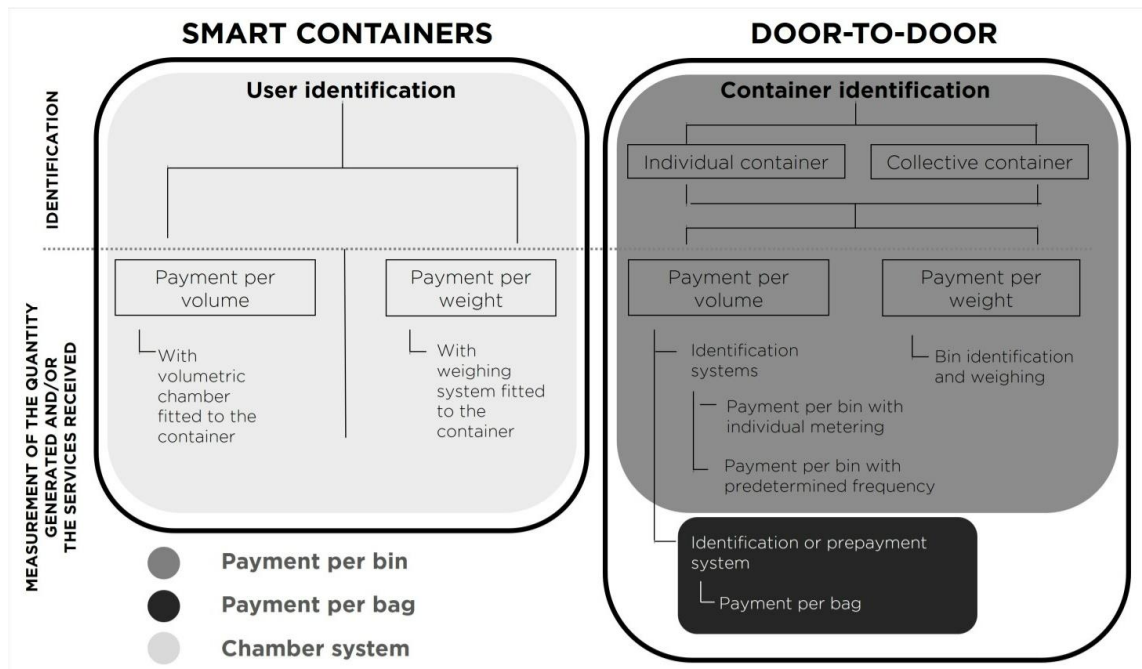 SMART CONTAINERS
DOOR-TO-DOOR
IDENTIFICATION
User identification
Container identification
Individual container
Collective container
MEASUREMENT OF THE QUANTITY
GENERATED AND/OR
THE SERVICES RECEIVED
Payment per
volume
Payment per
weight
Payment per
volume
Payment per
weight
With
volumetric
chamber
fitted to the
container
With
weighing
system fitted
to the
container
Identification
systems
Payment per bin with
individual metering
Payment per bin with
predetermined frequency
Bin identification
and weighing
Identification or prepayment
system
Payment per bag
Payment per bin
Payment per bag
Chamber system